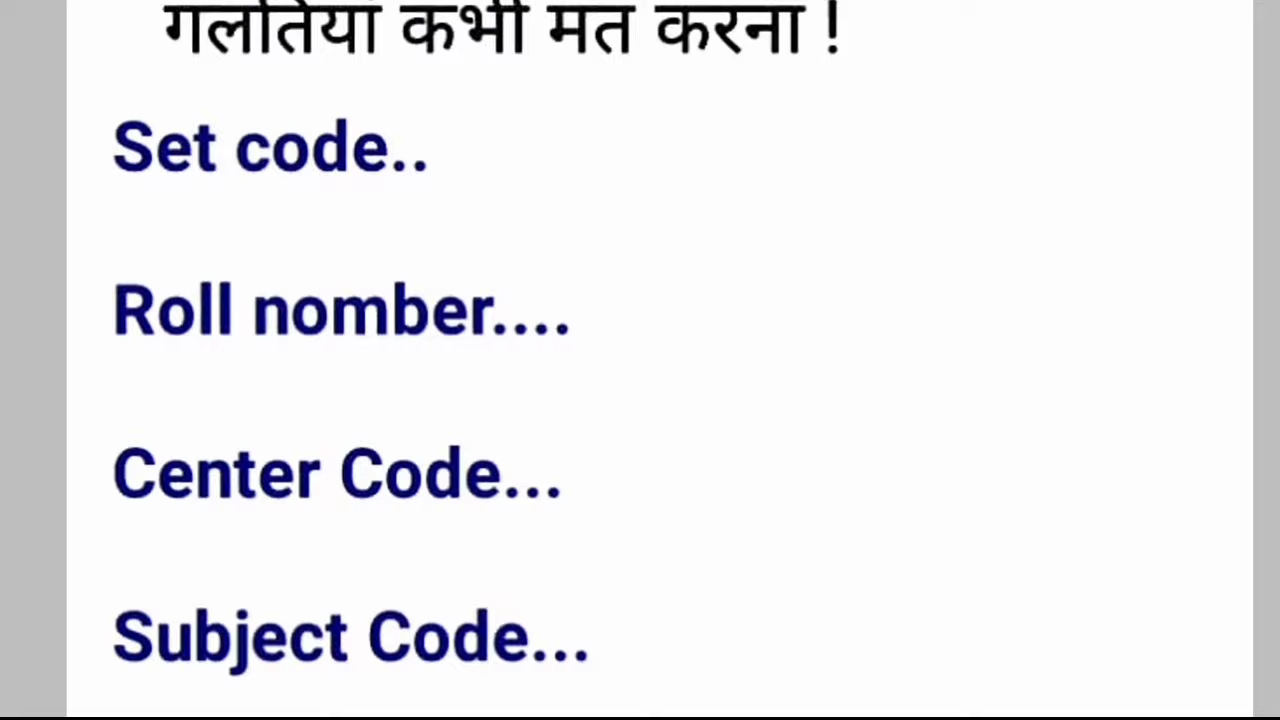 गलतियां कभी मत करना !
Set code..
Roll nomber....
Center Code...
Subject Code...